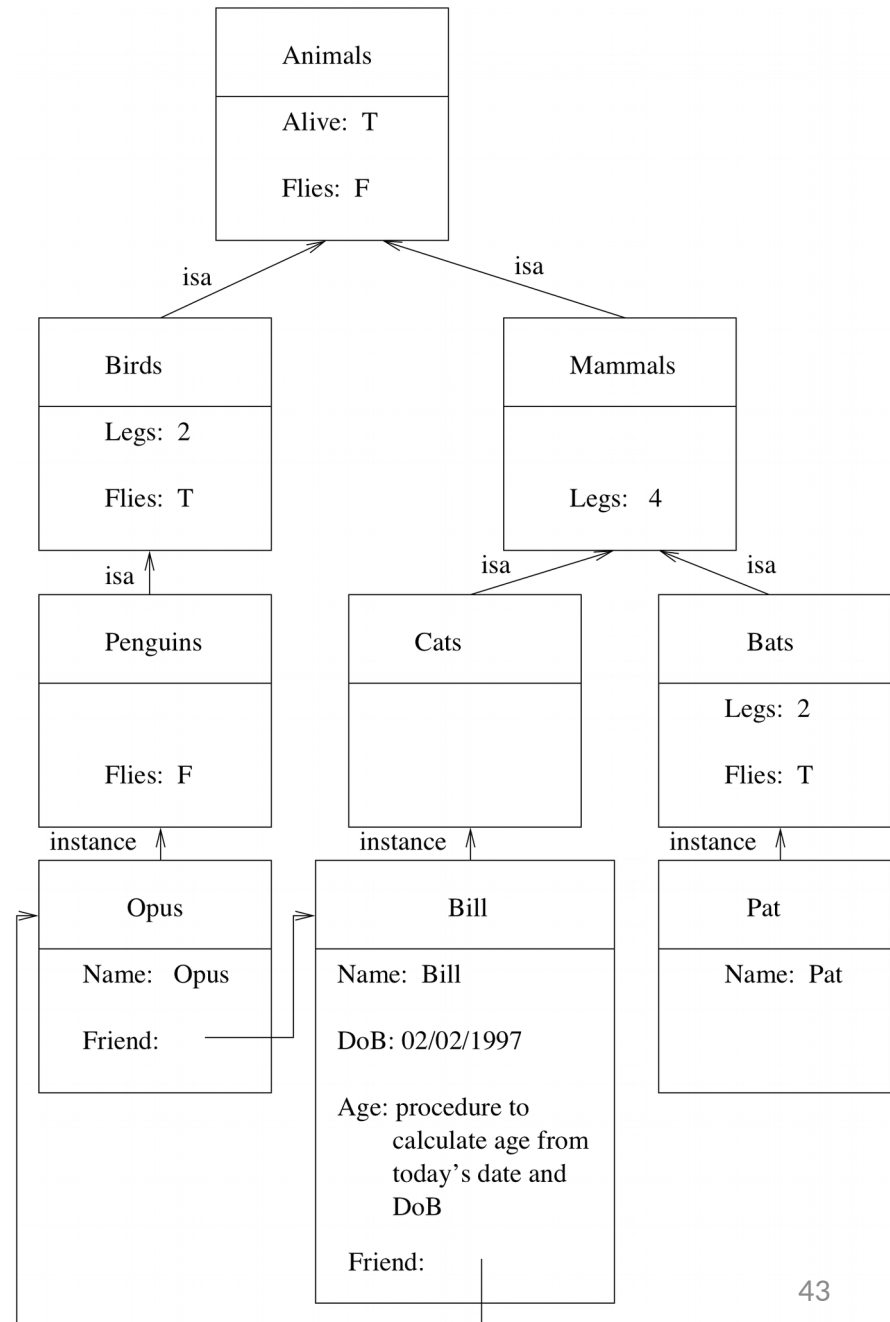 Animals
Alive: T
Flies: F
isa
isa
Birds
Legs: 2
Flies: T
Mammals
Legs: 4
isa
isa
isa
Penguins
Flies: F
Cats
Bats
Legs: 2
Flies: T
instance
instance
instance
Opus
Name: Opus
Friend:
Bill
Name: Bill
DoB: 02/02/1997
Age: procedure to
calculate age from
today's date and
DoB
Friend:
Pat
Name: Pat
43